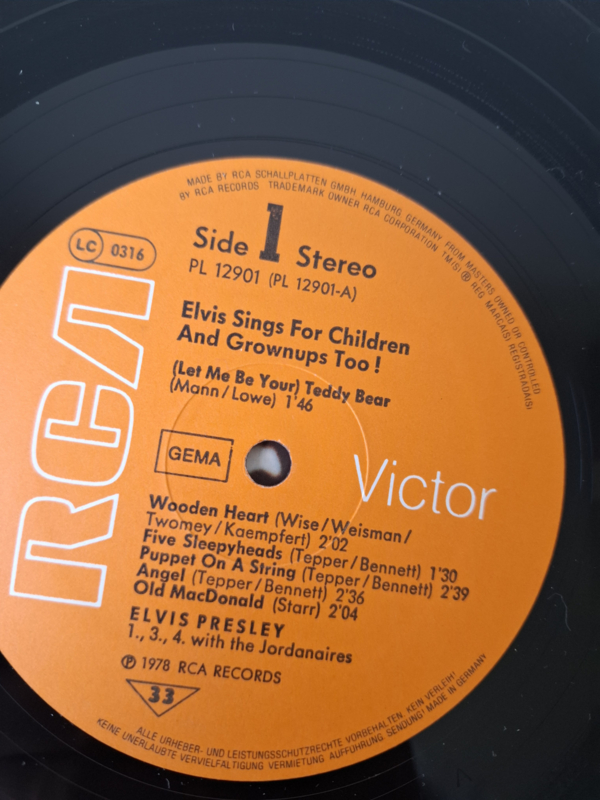 MADE BY RCA SCHALLPLATTEN GMBH, HAMBURG, GERMANY FROM MASTERS OWNED OR CONTROLLED
BY RCA RECORDS TRADEMARK OWNER RCA CORPORATION TM(S) ® REG. MARCA(S) REGISTRADA(S)
LC 0316
Side 1 Stereo
PL 12901 (PL 12901-A)
Elvis Sings For Children
And Grownups Too!
(Let Me Be Your) Teddy Bear
(Mann/Lowe) 1'46
GEMA
RCA
Victor
Wooden Heart (Wise/Weisman/
Twomey/Kaempfert) 2'02
Five Sleepyheads (Tepper/Bennett) 1'30
Puppet On A String (Tepper/Bennett) 2'39
Angel (Tepper/Bennett) 2'36
Old MacDonald (Starr) 2'04
ELVIS PRESLEY
1., 3., 4. with the Jordanaires
℗ 1978 RCA RECORDS
33
ALLE URHEBER- UND LEISTUNGSSCHUTZRECHTE VORBEHALTEN. KEIN VERLEIH!
KEINE UNERLAUBTE VERVIELFALTIGUNG VERMIETUNG AUFFUHRUNG SENDUNG! MADE IN GERMANY